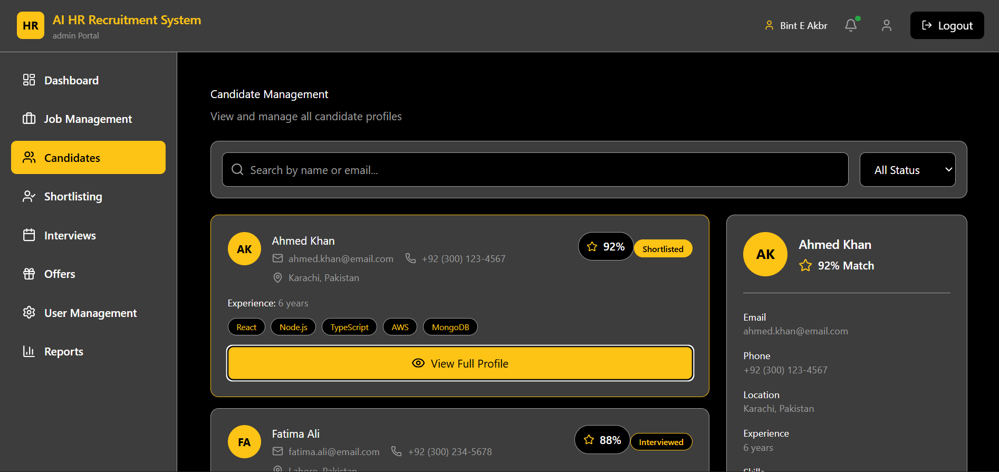 HR
AI HR Recruitment System
admin Portal
Bint E Akbr
Logout
Dashboard
Job Management
Candidates
Shortlisting
Interviews
Offers
User Management
Reports
Candidate Management
View and manage all candidate profiles
Search by name or email...
All Status
AK
Ahmed Khan
ahmed.khan@email.com +92 (300) 123-4567
Karachi, Pakistan
92%
Shortlisted
Experience: 6 years
React Node.js TypeScript AWS MongoDB
View Full Profile
FA
Fatima Ali
fatima.ali@email.com +92 (300) 234-5678
Lahore, Pakistan
88%
Interviewed
AK
Ahmed Khan
92% Match
Email
ahmed.khan@email.com
Phone
+92 (300) 123-4567
Location
Karachi, Pakistan
Experience
6 years
Skills